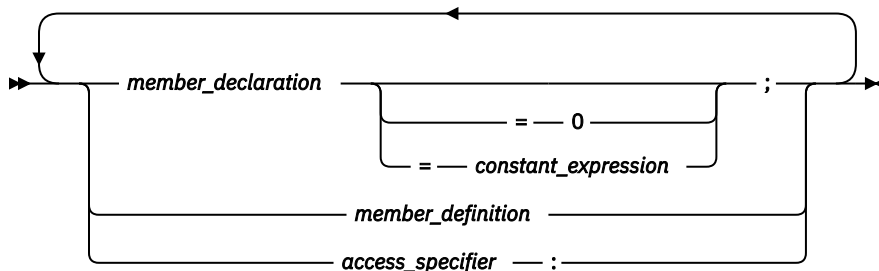 member_declaration ;
= 0
= constant_expression
member_definition
access_specifier :